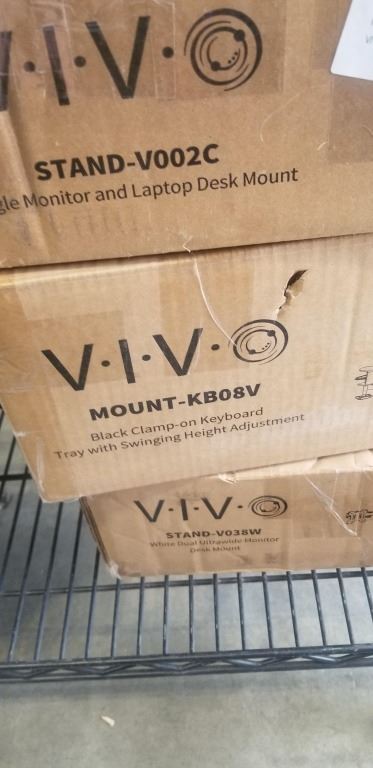 V·I·V·O
STAND-V002C
Monitor and Laptop Desk Mount
V·I·V·O
MOUNT-KB08V
Black Clamp-on Keyboard
Tray with Swinging Height Adjustment
V·I·V·O
STAND-V038W
White Dual Ultrawide Monitor
Desk Mount